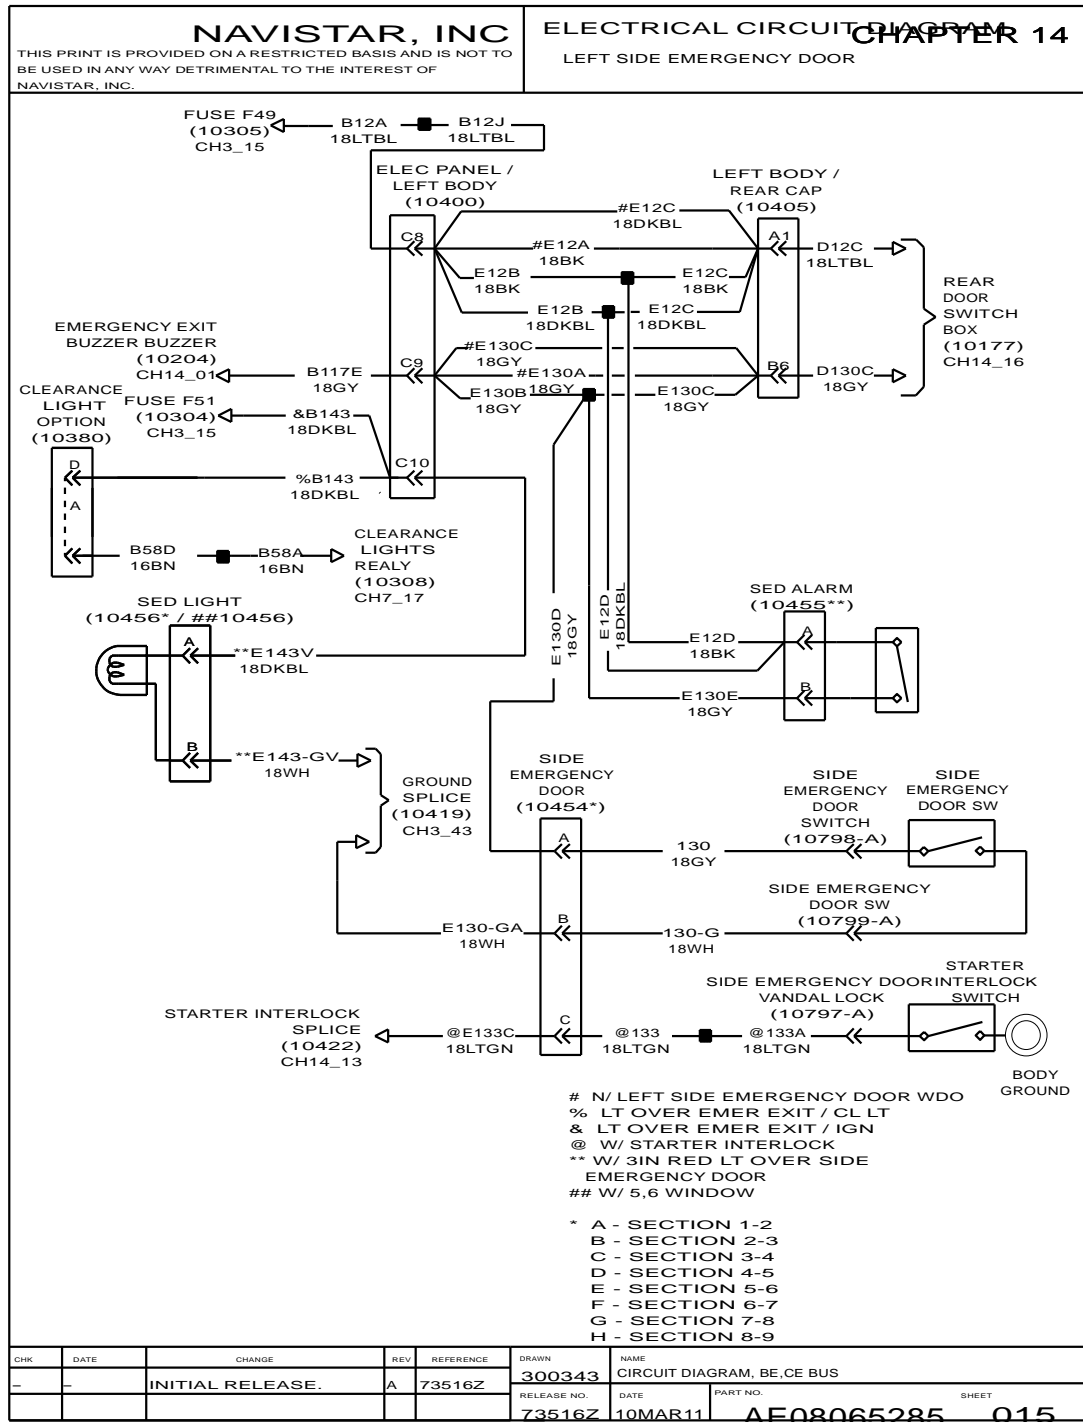 NAVISTAR, INC
THIS PRINT IS PROVIDED ON A RESTRICTED BASIS AND IS NOT TO
BE USED IN ANY WAY DETRIMENTAL TO THE INTEREST OF
NAVISTAR, INC.
ELECTRICAL CIRCUIT DIAGRAM
CHAPTER 14
LEFT SIDE EMERGENCY DOOR
FUSE F49
(10305)
CH3_15
B12A
18LTBL
B12J
18LTBL
ELEC PANEL /
LEFT BODY
(10400)
LEFT BODY /
REAR CAP
(10405)
#E12C
18DKBL
C8
#E12A
18BK
A1
D12C
18LTBL
E12B
18BK
E12C
18BK
E12B
18DKBL
E12C
18DKBL
REAR
DOOR
SWITCH
BOX
(10177)
CH14_16
EMERGENCY EXIT
BUZZER BUZZER
(10204)
CH14_01
B117E
18GY
C9
#E130C
18GY
#E130A
18GY
E130B
18GY
E130C
18GY
B6
D130C
18GY
CLEARANCE
LIGHT
OPTION
(10380)
FUSE F51
(10304)
CH3_15
&B143
18DKBL
C10
D
A
%B143
18DKBL
B58D
16BN
B58A
16BN
CLEARANCE
LIGHTS
REALY
(10308)
CH7_17
SED LIGHT
(10456* / ##10456)
A
**E143V
18DKBL
B
**E143-GV
18WH
E130D
18GY
E12D
18DKBL
SED ALARM
(10455**)
E12D
18BK
A
E130E
18GY
B
GROUND
SPLICE
(10419)
CH3_43
SIDE
EMERGENCY
DOOR
(10454*)
SIDE
EMERGENCY
DOOR
SWITCH
(10798-A)
SIDE
EMERGENCY
DOOR SW
A
130
18GY
SIDE EMERGENCY
DOOR SW
(10799-A)
E130-GA
18WH
B
130-G
18WH
STARTER
INTERLOCK
SWITCH
SIDE EMERGENCY DOOR
VANDAL LOCK
(10797-A)
STARTER INTERLOCK
SPLICE
(10422)
CH14_13
@E133C
18LTGN
C
@133
18LTGN
@133A
18LTGN
BODY
GROUND
# N/ LEFT SIDE EMERGENCY DOOR WDO
% LT OVER EMER EXIT / CL LT
& LT OVER EMER EXIT / IGN
@ W/ STARTER INTERLOCK
** W/ 3IN RED LT OVER SIDE
EMERGENCY DOOR
## W/ 5,6 WINDOW
* A - SECTION 1-2
B - SECTION 2-3
C - SECTION 3-4
D - SECTION 4-5
E - SECTION 5-6
F - SECTION 6-7
G - SECTION 7-8
H - SECTION 8-9
CHK DATE CHANGE REV REFERENCE
– – INITIAL RELEASE. A 73516Z
DRAWN
300343
NAME
CIRCUIT DIAGRAM, BE,CE BUS
RELEASE NO.
73516Z
DATE
10MAR11
PART NO.
AE08065285
SHEET
015